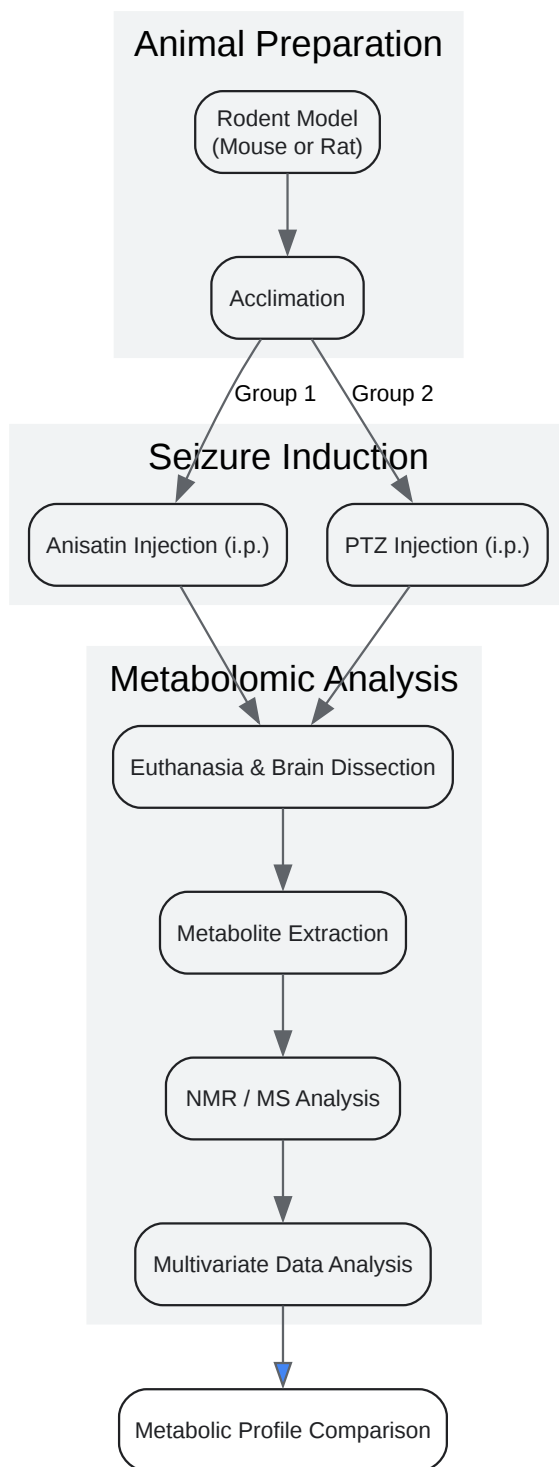 Animal Preparation
Rodent Model
(Mouse or Rat)
Acclimation
Group 1
Group 2
Seizure Induction
Anisatin Injection (i.p.)
PTZ Injection (i.p.)
Metabolomic Analysis
Euthanasia & Brain Dissection
Metabolite Extraction
NMR / MS Analysis
Multivariate Data Analysis
Metabolic Profile Comparison